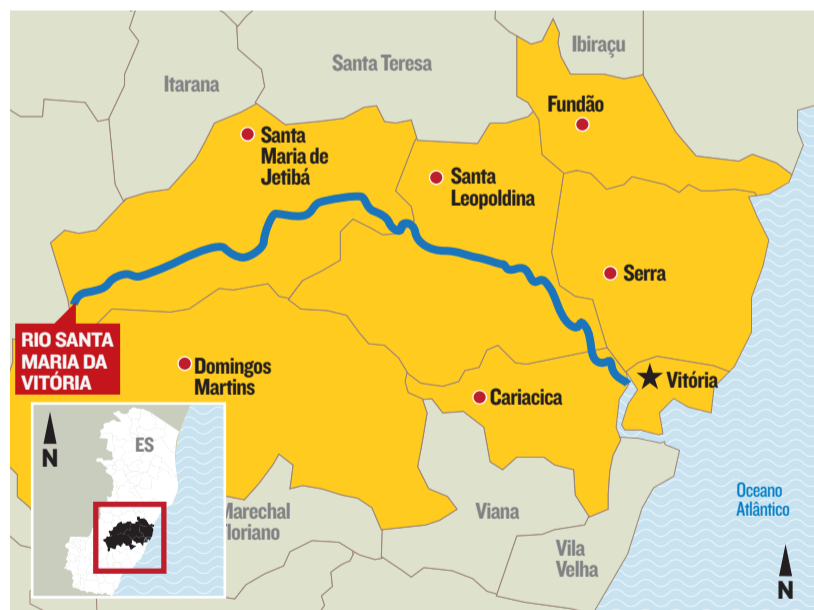 Ibiraçu
Santa Teresa
Itarana
Fundão
Santa
Maria de
Jetibá
Santa
Leopoldina
Serra
RIO SANTA
MARIA DA
VITÓRIA
Domingos
Martins
Vitória
Cariacica
N
ES
Marechal
Floriano
Viana
Oceano
Atlântico
Vila
Velha
N